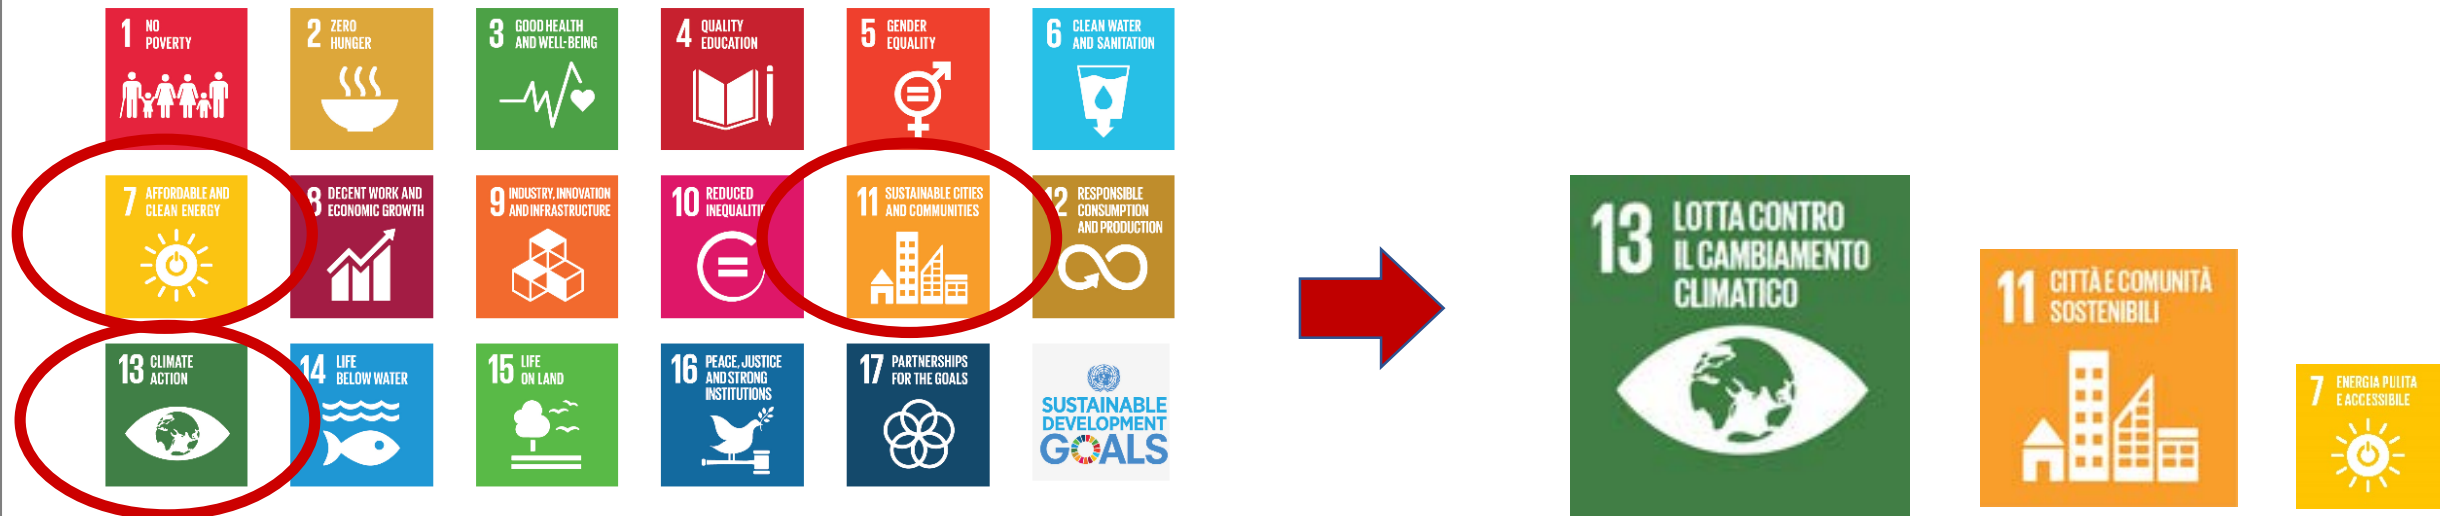 1 NO
POVERTY
2 ZERO
HUNGER
3 GOOD HEALTH
AND WELL-BEING
4 QUALITY
EDUCATION
5 GENDER
EQUALITY
6 CLEAN WATER
AND SANITATION
7 AFFORDABLE AND
CLEAN ENERGY
8 DECENT WORK AND
ECONOMIC GROWTH
9 INDUSTRY, INNOVATION
AND INFRASTRUCTURE
10 REDUCED
INEQUALITIES
11 SUSTAINABLE CITIES
AND COMMUNITIES
12 RESPONSIBLE
CONSUMPTION
AND PRODUCTION
13 CLIMATE
ACTION
14 LIFE
BELOW WATER
15 LIFE
ON LAND
16 PEACE, JUSTICE
AND STRONG
INSTITUTIONS
17 PARTNERSHIPS
FOR THE GOALS
SUSTAINABLE
DEVELOPMENT
GOALS
13 LOTTA CONTRO
IL CAMBIAMENTO
CLIMATICO
11 CITTÀ E COMUNITÀ
SOSTENIBILI
7 ENERGIA PULITA
E ACCESSIBILE